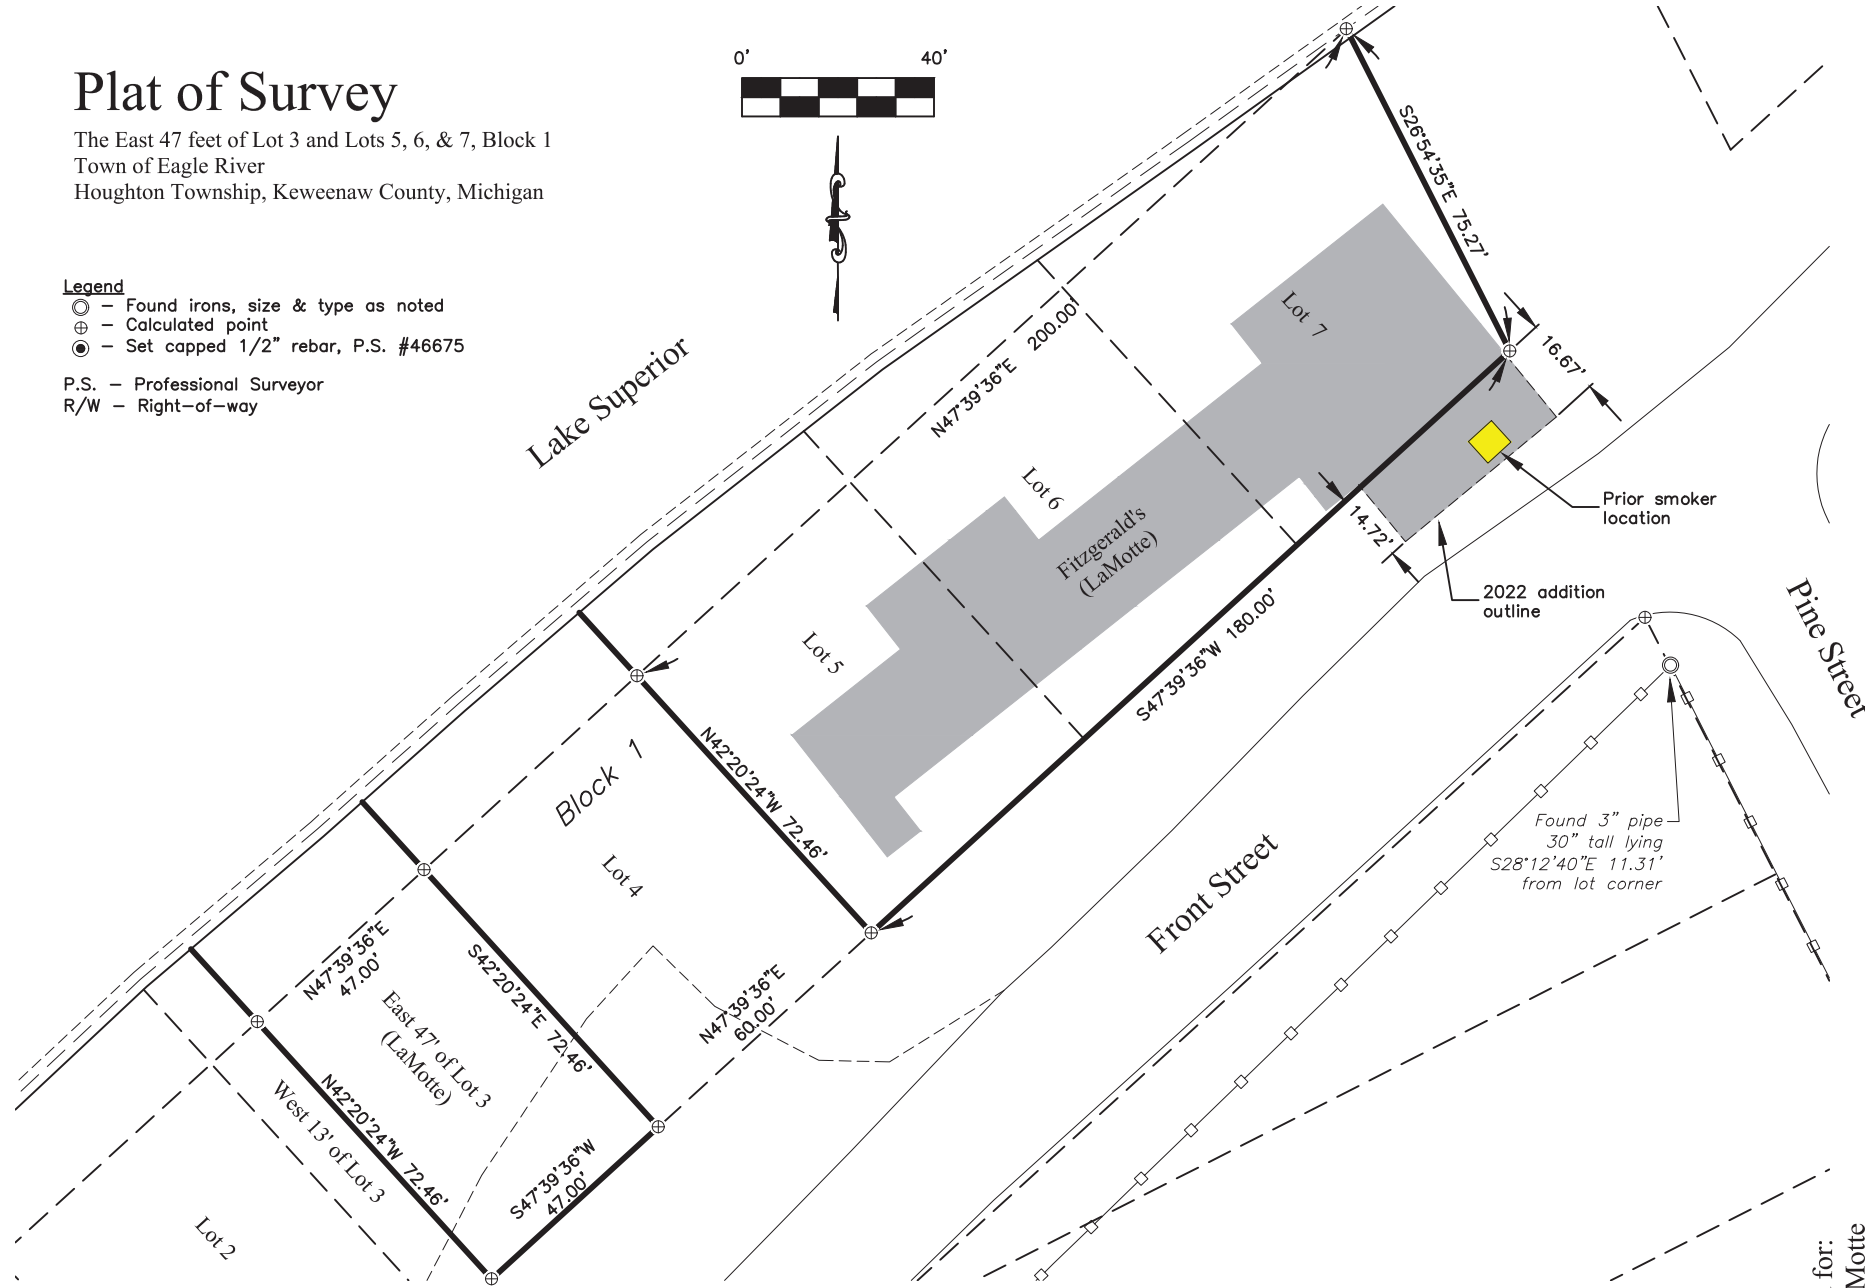 Plat of Survey
The East 47 feet of Lot 3 and Lots 5, 6, & 7, Block 1
Town of Eagle River
Houghton Township, Keweenaw County, Michigan
0' 40'
Legend
– Found irons, size & type as noted
– Calculated point
– Set capped 1/2" rebar, P.S. #46675
P.S. – Professional Surveyor
R/W – Right-of-way
Lake Superior
S26°54'35"E 75.27'
N47°39'36"E 200.00'
Lot 7
16.67'
Lot 6
Fitzgerald's
(LaMotte)
14.72'
Prior smoker
location
2022 addition
outline
Lot 5
S47°39'36"W 180.00'
Pine Street
Block 1
N42°20'24"W 72.46'
Lot 4
Front Street
Found 3" pipe
30" tall lying
S28°12'40"E 11.31'
from lot corner
N47°39'36"E
47.00'
S42°20'24"E 72.46'
N47°39'36"E
60.00'
East 47' of Lot 3
(LaMotte)
N42°20'24"W 72.46'
West 13' of Lot 3
S47°39'36"W
47.00'
Lot 2
for:
Motte